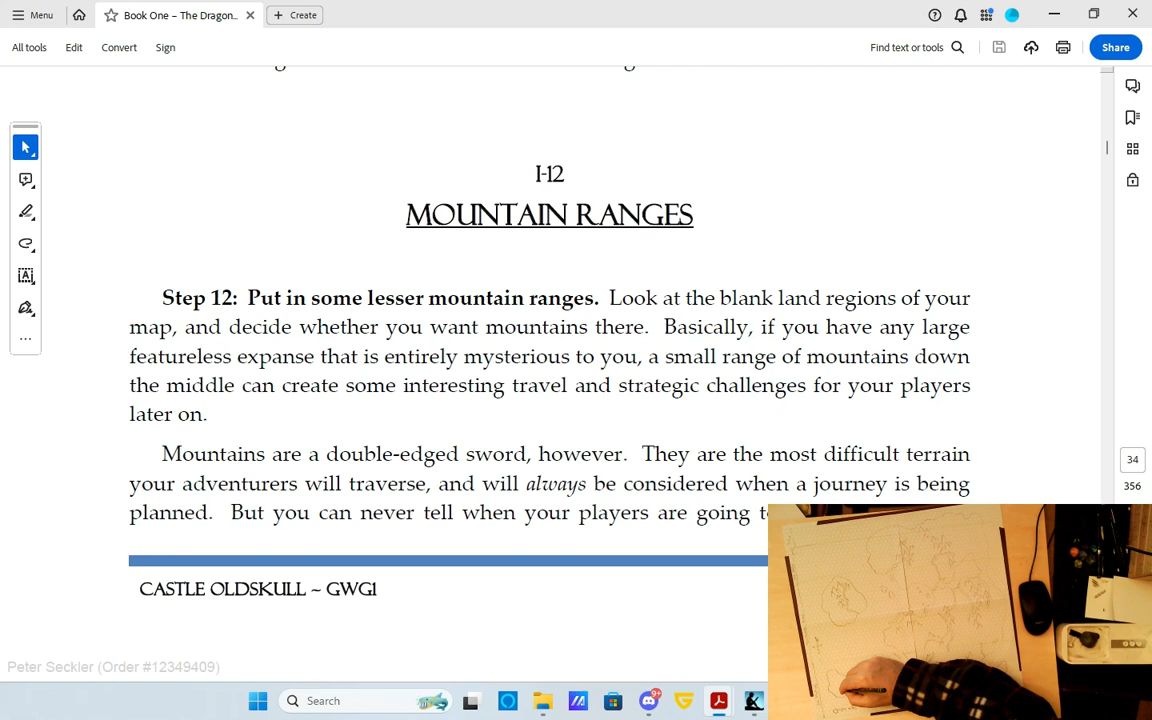 Menu
Book One – The Dragon...
Create
All tools
Edit
Convert
Sign
Find text or tools
Share
I-12
MOUNTAIN RANGES
Step 12: Put in some lesser mountain ranges. Look at the blank land regions of your
map, and decide whether you want mountains there. Basically, if you have any large
featureless expanse that is entirely mysterious to you, a small range of mountains down
the middle can create some interesting travel and strategic challenges for your players
later on.
Mountains are a double-edged sword, however. They are the most difficult terrain
your adventurers will traverse, and will always be considered when a journey is being
planned. But you can never tell when your players are going
CASTLE OLDSKULL ~ GWG1
34
356
Peter Seckler (Order #12349409)
Search
9+